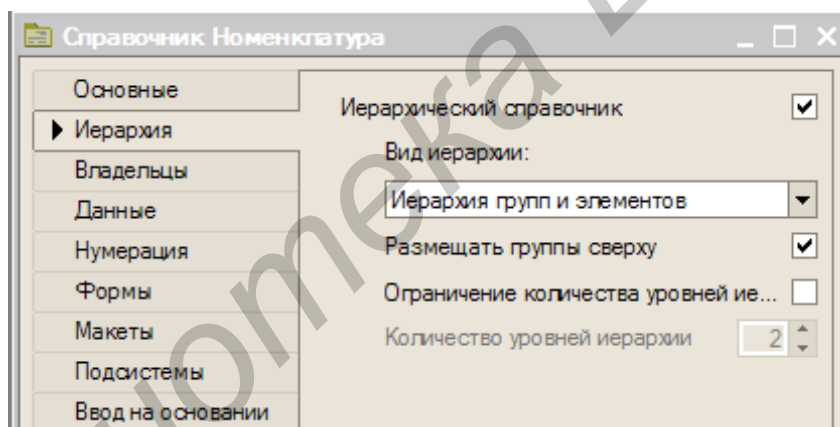 Справочник Номенклатура
Основные
Иерархия
Владельцы
Данные
Нумерация
Формы
Макеты
Подсистемы
Ввод на основании
Иерархический справочник
Вид иерархии:
Иерархия групп и элементов
Размещать группы сверху
Ограничение количества уровней ие...
Количество уровней иерархии 2